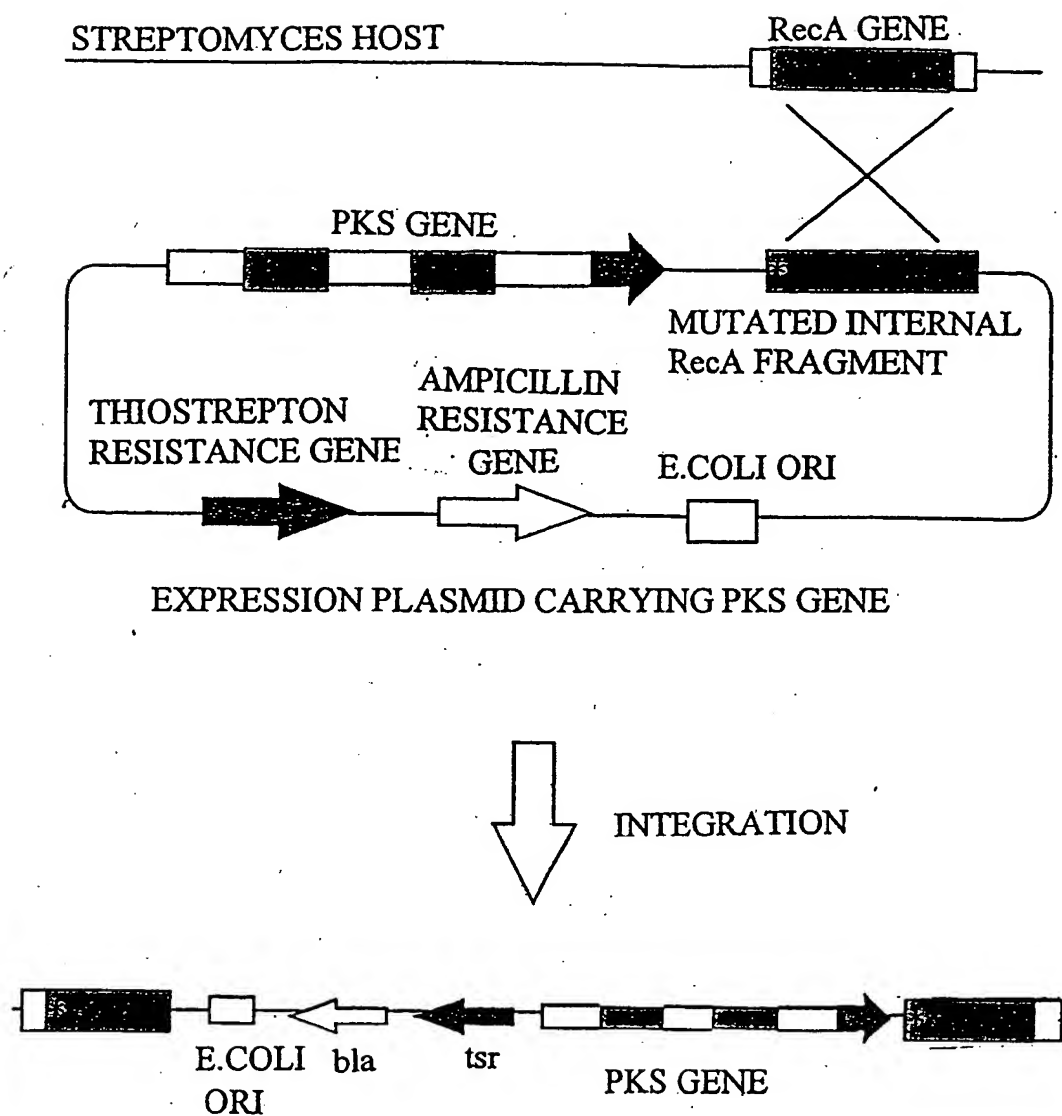 STREPTOMYCES HOST
RecA GENE
PKS GENE
MUTATED INTERNAL
RecA FRAGMENT
THIOSTREPTON
RESISTANCE GENE
AMPICILLIN
RESISTANCE
GENE
E.COLI ORI
EXPRESSION PLASMID CARRYING PKS GENE
INTEGRATION
E.COLI
ORI
bla
tsr
PKS GENE